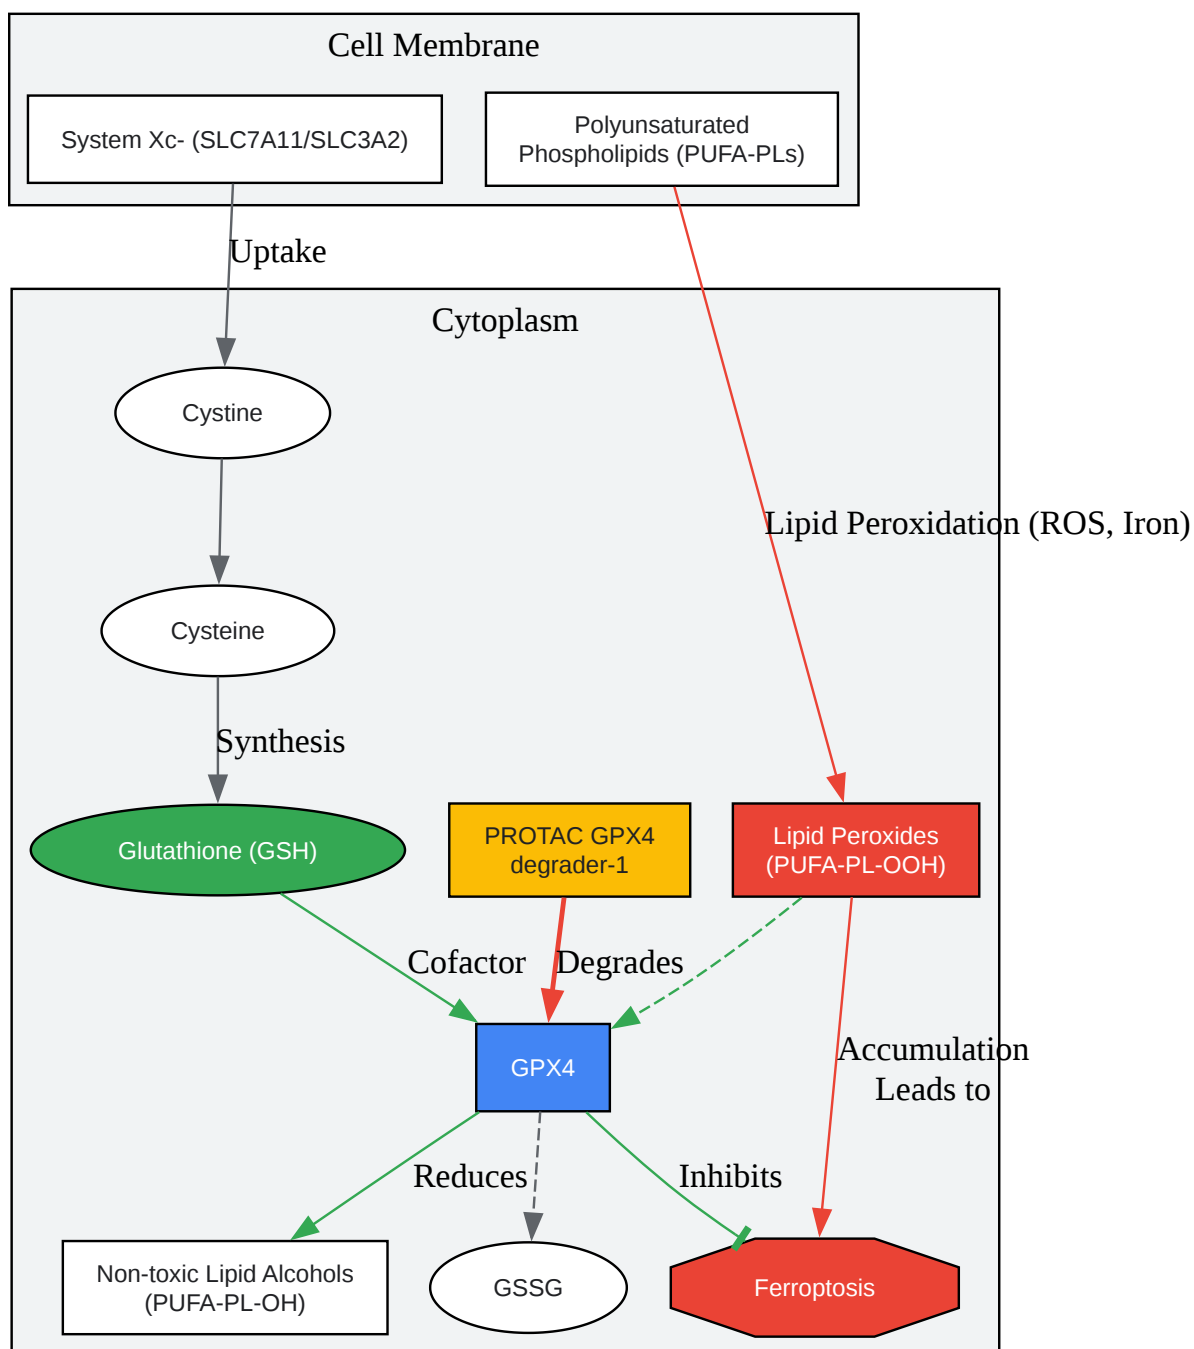 Cell Membrane
System Xc- (SLC7A11/SLC3A2)
Polyunsaturated
Phospholipids (PUFA-PLs)
Uptake
Cytoplasm
Cystine
Lipid Peroxidation (ROS, Iron)
Cysteine
Synthesis
Glutathione (GSH)
PROTAC GPX4
degrader-1
Lipid Peroxides
(PUFA-PL-OOH)
Cofactor
Degrades
GPX4
Accumulation
Leads to
Reduces
Inhibits
Non-toxic Lipid Alcohols
(PUFA-PL-OH)
GSSG
Ferroptosis